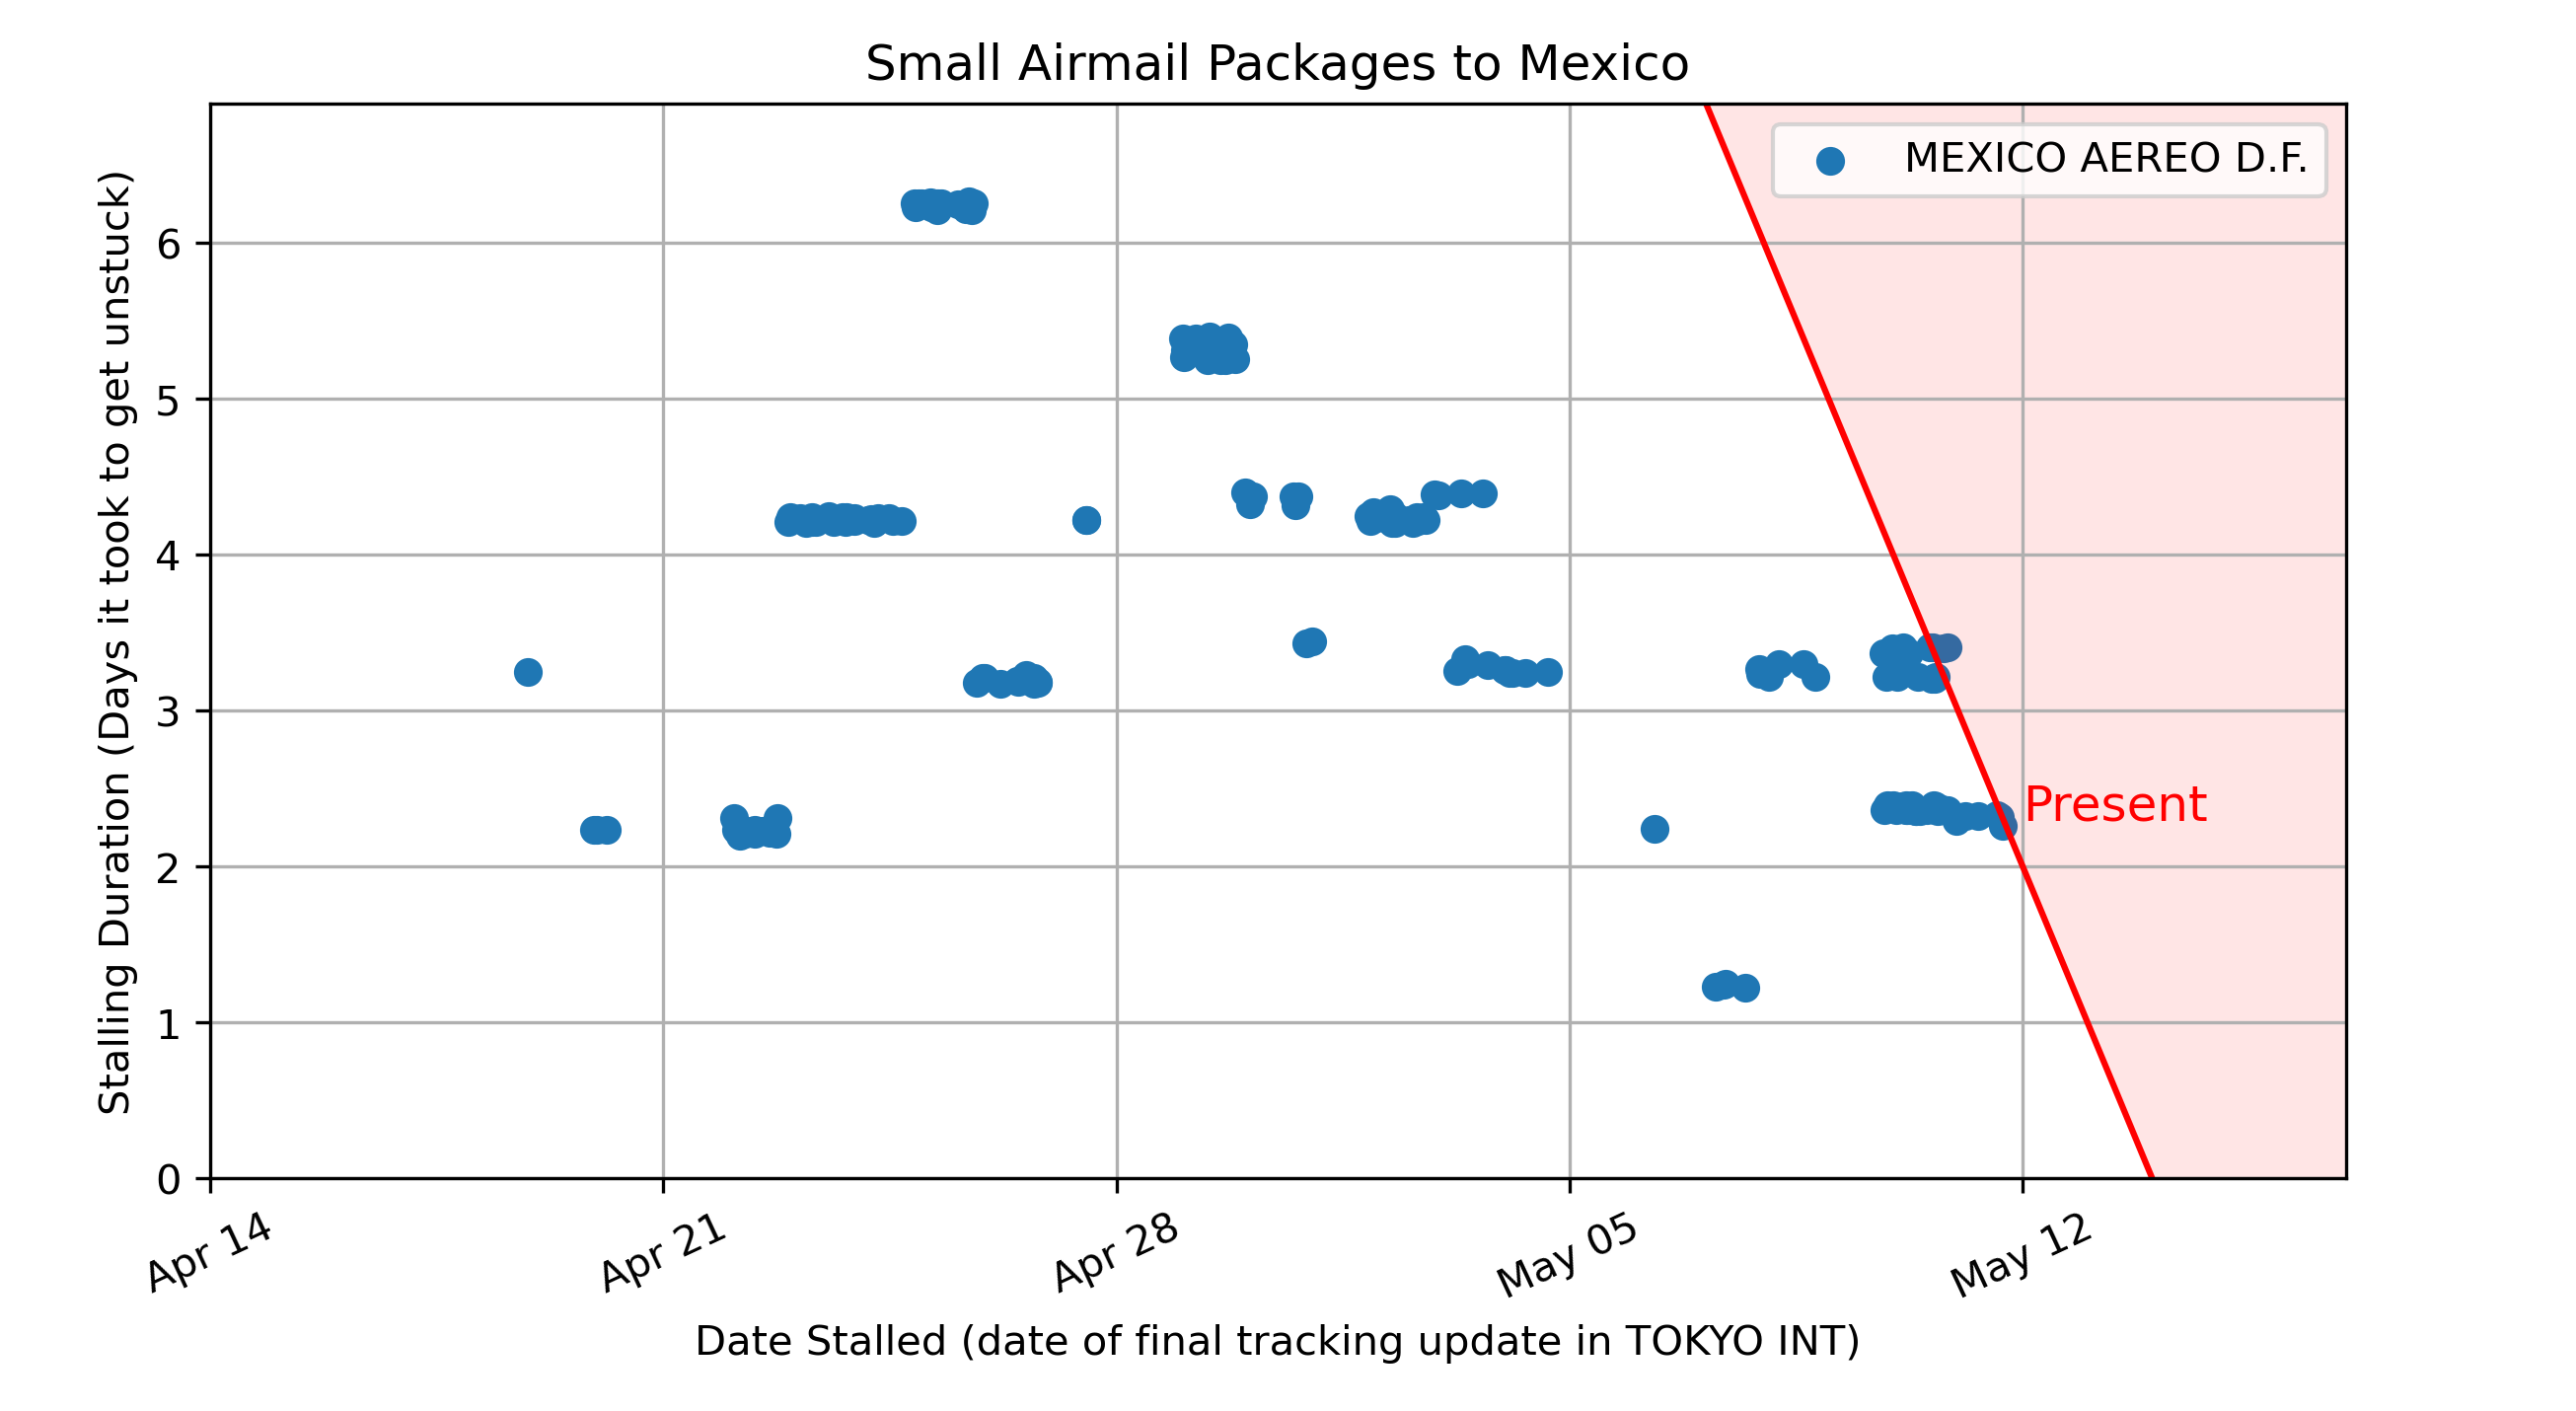 Small Airmail Packages to Mexico
MEXICO AEREO D.F.
Stalling Duration (Days it took to get unstuck)
6
5
4
3
2
1
0
Present
Apr 14
Apr 21
Apr 28
May 05
May 12
Date Stalled (date of final tracking update in TOKYO INT)